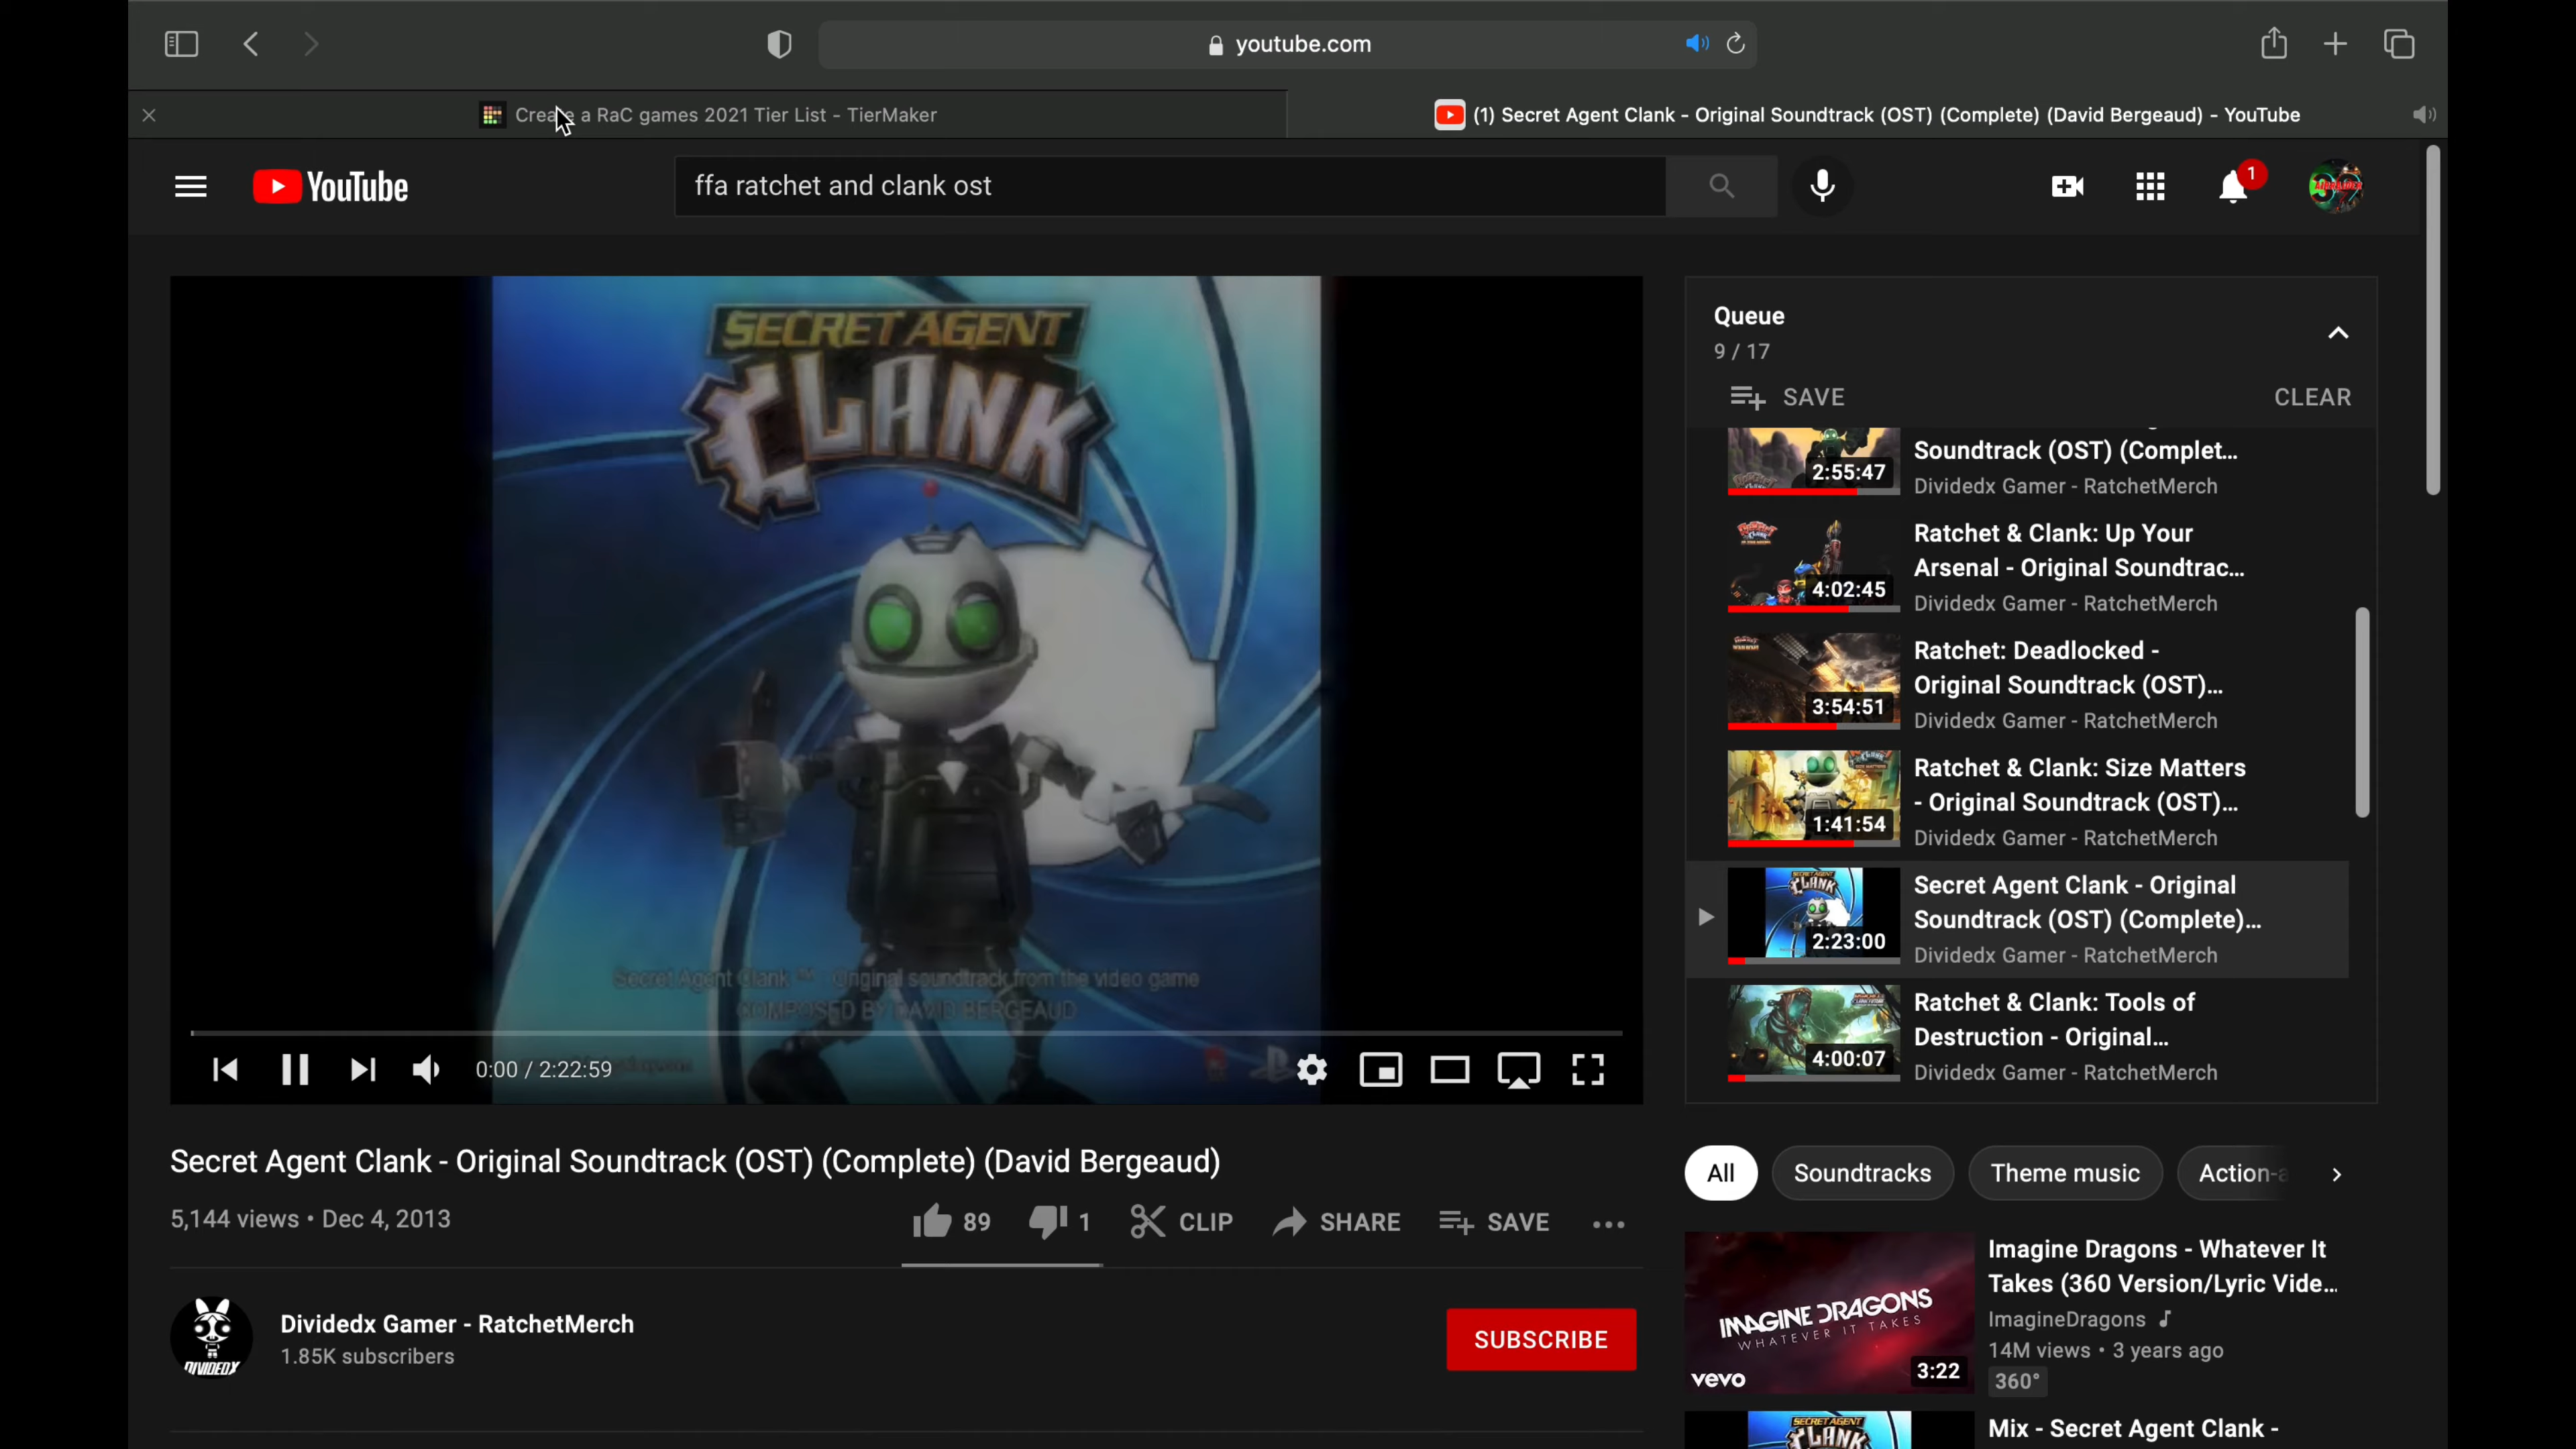 youtube.com
Create a RaC games 2021 Tier List - TierMaker
(1) Secret Agent Clank - Original Soundtrack (OST) (Complete) (David Bergeaud) - YouTube
YouTube
ffa ratchet and clank ost
1
SECRET AGENT
CLANK
Secret Agent Clank ™ - Original soundtrack from the video game
COMPOSED BY DAVID BERGEAUD
0:00 / 2:22:59
Queue
9 / 17
SAVE
CLEAR
Soundtrack (OST) (Complet...
2:55:47
Dividedx Gamer - RatchetMerch
Ratchet & Clank: Up Your
Arsenal - Original Soundtrac...
4:02:45
Dividedx Gamer - RatchetMerch
Ratchet: Deadlocked -
Original Soundtrack (OST)...
3:54:51
Dividedx Gamer - RatchetMerch
Ratchet & Clank: Size Matters
- Original Soundtrack (OST)...
1:41:54
Dividedx Gamer - RatchetMerch
SECRET AGENT
CLANK
Secret Agent Clank - Original
Soundtrack (OST) (Complete)...
2:23:00
Dividedx Gamer - RatchetMerch
Ratchet & Clank: Tools of
Destruction - Original...
4:00:07
Dividedx Gamer - RatchetMerch
Secret Agent Clank - Original Soundtrack (OST) (Complete) (David Bergeaud)
5,144 views • Dec 4, 2013
89
1
CLIP
SHARE
SAVE
DIVIDEDX
Dividedx Gamer - RatchetMerch
1.85K subscribers
SUBSCRIBE
All
Soundtracks
Theme music
Action-a
IMAGINE DRAGONS
WHATEVER IT TAKES
vevo
3:22
Imagine Dragons - Whatever It
Takes (360 Version/Lyric Vide...
ImagineDragons
14M views • 3 years ago
360°
SECRET AGENT
CLANK
Mix - Secret Agent Clank -